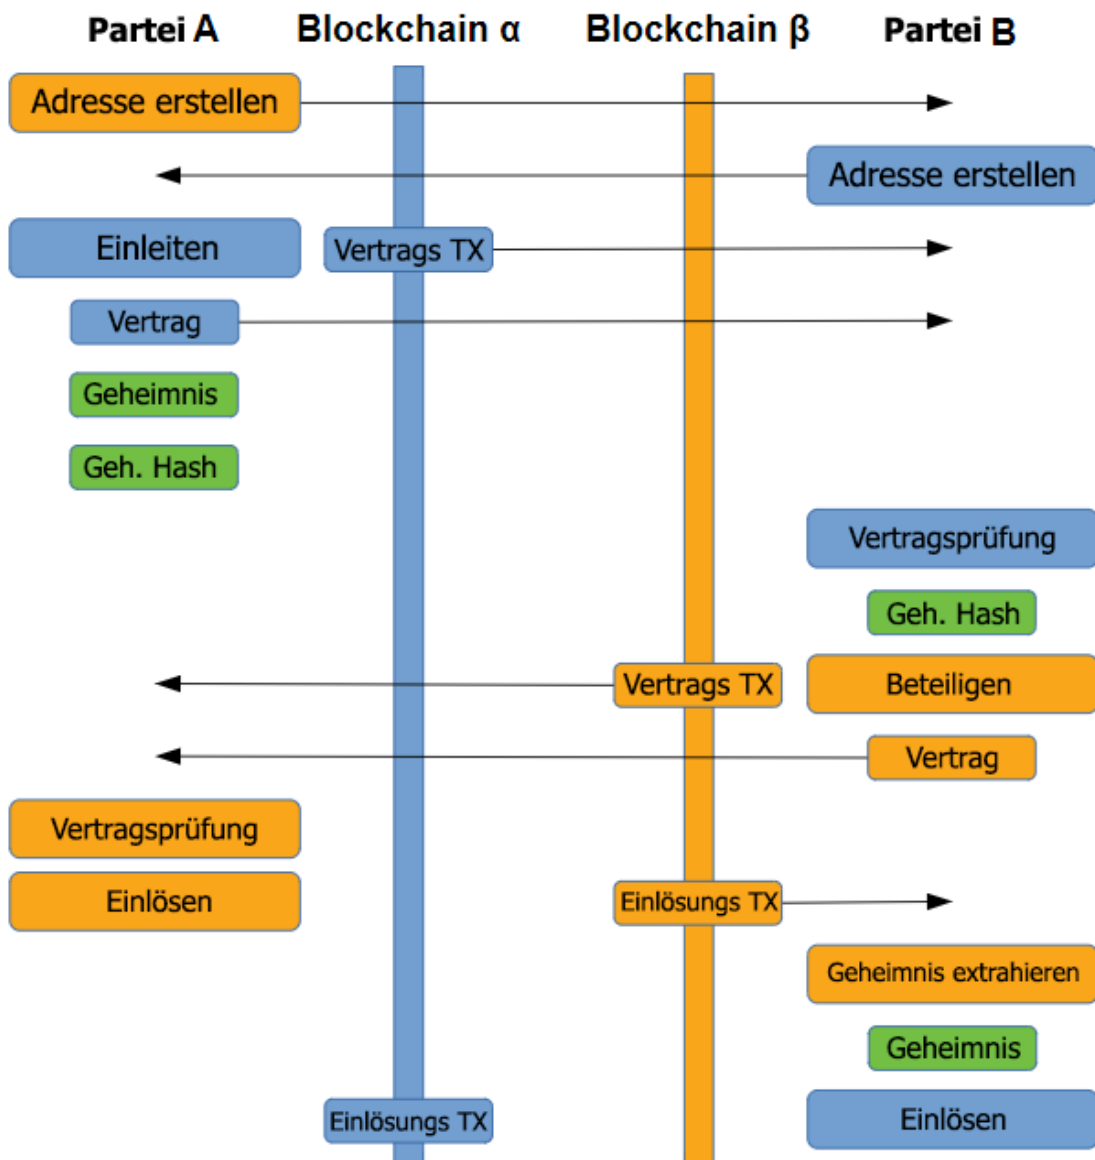 Partei A Blockchain α Blockchain β Partei B
Adresse erstellen
Adresse erstellen
Einleiten Vertrags TX
Vertrag
Geheimnis
Geh. Hash
Vertragsprüfung
Geh. Hash
Vertrags TX Beteiligen
Vertrag
Vertragsprüfung
Einlösen Einlösungs TX
Geheimnis extrahieren
Geheimnis
Einlösungs TX Einlösen